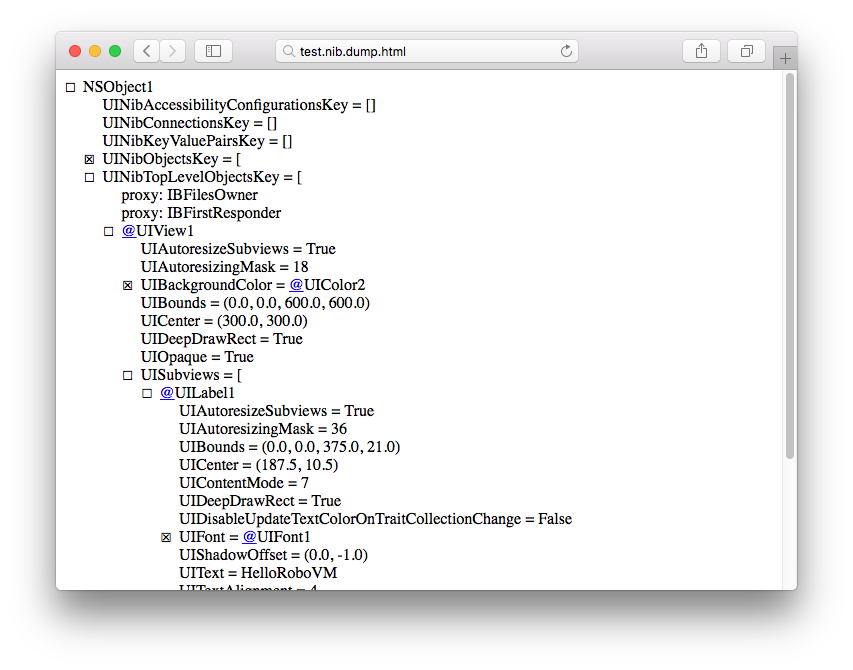 test.nib.dump.html
NSObject1
UINibAccessibilityConfigurationsKey = []
UINibConnectionsKey = []
UINibKeyValuePairsKey = []
UINibObjectsKey = [
UINibTopLevelObjectsKey = [
proxy: IBFilesOwner
proxy: IBFirstResponder
@UIView1
UIAutoresizeSubviews = True
UIAutoresizingMask = 18
UIBackgroundColor = @UIColor2
UIBounds = (0.0, 0.0, 600.0, 600.0)
UICenter = (300.0, 300.0)
UIDeepDrawRect = True
UIOpaque = True
UISubviews = [
@UILabel1
UIAutoresizeSubviews = True
UIAutoresizingMask = 36
UIBounds = (0.0, 0.0, 375.0, 21.0)
UICenter = (187.5, 10.5)
UIContentMode = 7
UIDeepDrawRect = True
UIDisableUpdateTextColorOnTraitCollectionChange = False
UIFont = @UIFont1
UIShadowOffset = (0.0, -1.0)
UIText = HelloRoboVM
UITextAlignment = 4